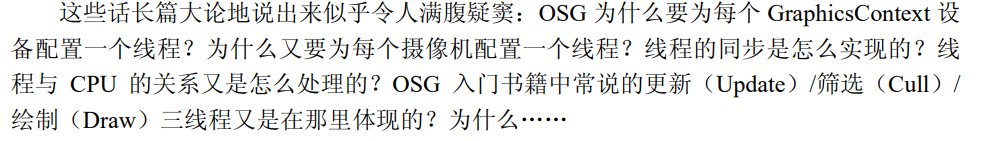 这些话长篇大论地说出来似乎令人满腹疑窦：OSG 为什么要为每个 GraphicsContext 设
备配置一个线程？为什么又要为每个摄像机配置一个线程？线程的同步是怎么实现的？线
程与 CPU 的关系又是怎么处理的？OSG 入门书籍中常说的更新（Update）/筛选（Cull）/
绘制（Draw）三线程又是在那里体现的？为什么……